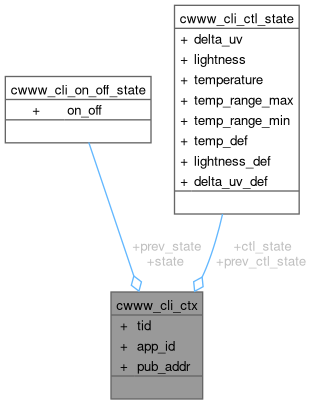 cwww_cli_ctl_state
+ delta_uv
+ lightness
+ temperature
+ temp_range_max
+ temp_range_min
+ temp_def
+ lightness_def
+ delta_uv_def
cwww_cli_on_off_state
+ on_off
+prev_state
+state
+ctl_state
+prev_ctl_state
cwww_cli_ctx
+ tid
+ app_id
+ pub_addr